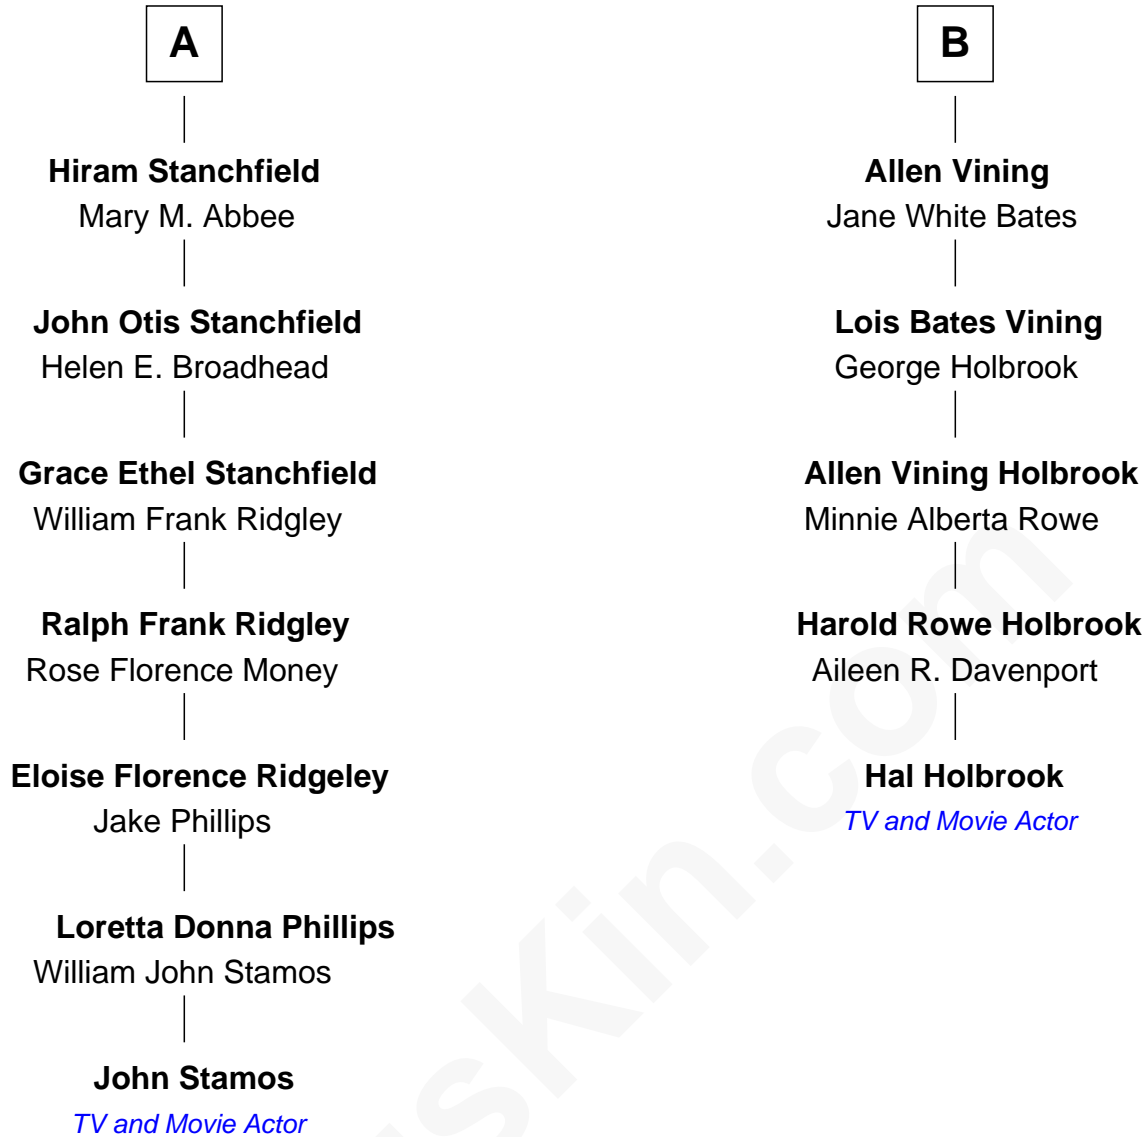 A
Hiram Stanchfield
Mary M. Abbee
John Otis Stanchfield
Helen E. Broadhead
Grace Ethel Stanchfield
William Frank Ridgley
Ralph Frank Ridgley
Rose Florence Money
Eloise Florence Ridgeley
Jake Phillips
Loretta Donna Phillips
William John Stamos
John Stamos
TV and Movie Actor
B
Allen Vining
Jane White Bates
Lois Bates Vining
George Holbrook
Allen Vining Holbrook
Minnie Alberta Rowe
Harold Rowe Holbrook
Aileen R. Davenport
Hal Holbrook
TV and Movie Actor